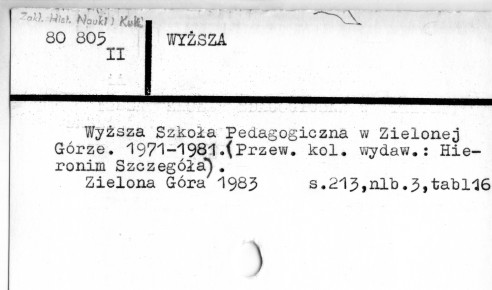 Zakł. Hist. Nauki i Kult.
80 805
II
WYŻSZA
Wyższa Szkoła Pedagogiczna w Zielonej
Górze. 1971-1981.(Przew. kol. wydaw.: Hie-
ronim Szczegóła).
Zielona Góra 1983 s.213,nlb.3,tabl16